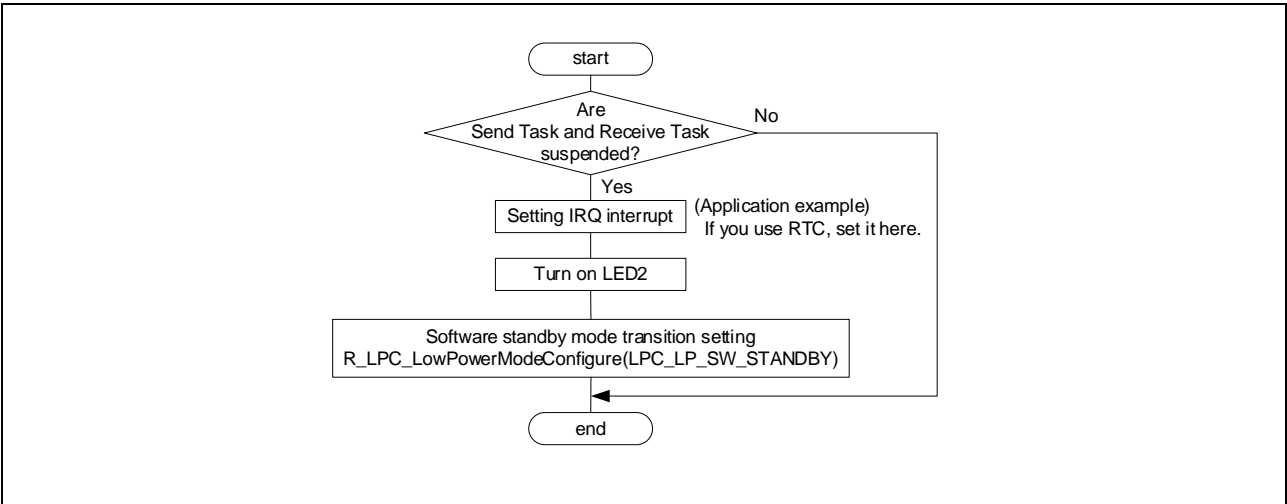 start
Are
Send Task and Receive Task
suspended?
No
Yes
Setting IRQ interrupt
(Application example)
If you use RTC, set it here.
Turn on LED2
Software standby mode transition setting
R_LPC_LowPowerModeConfigure(LPC_LP_SW_STANDBY)
end